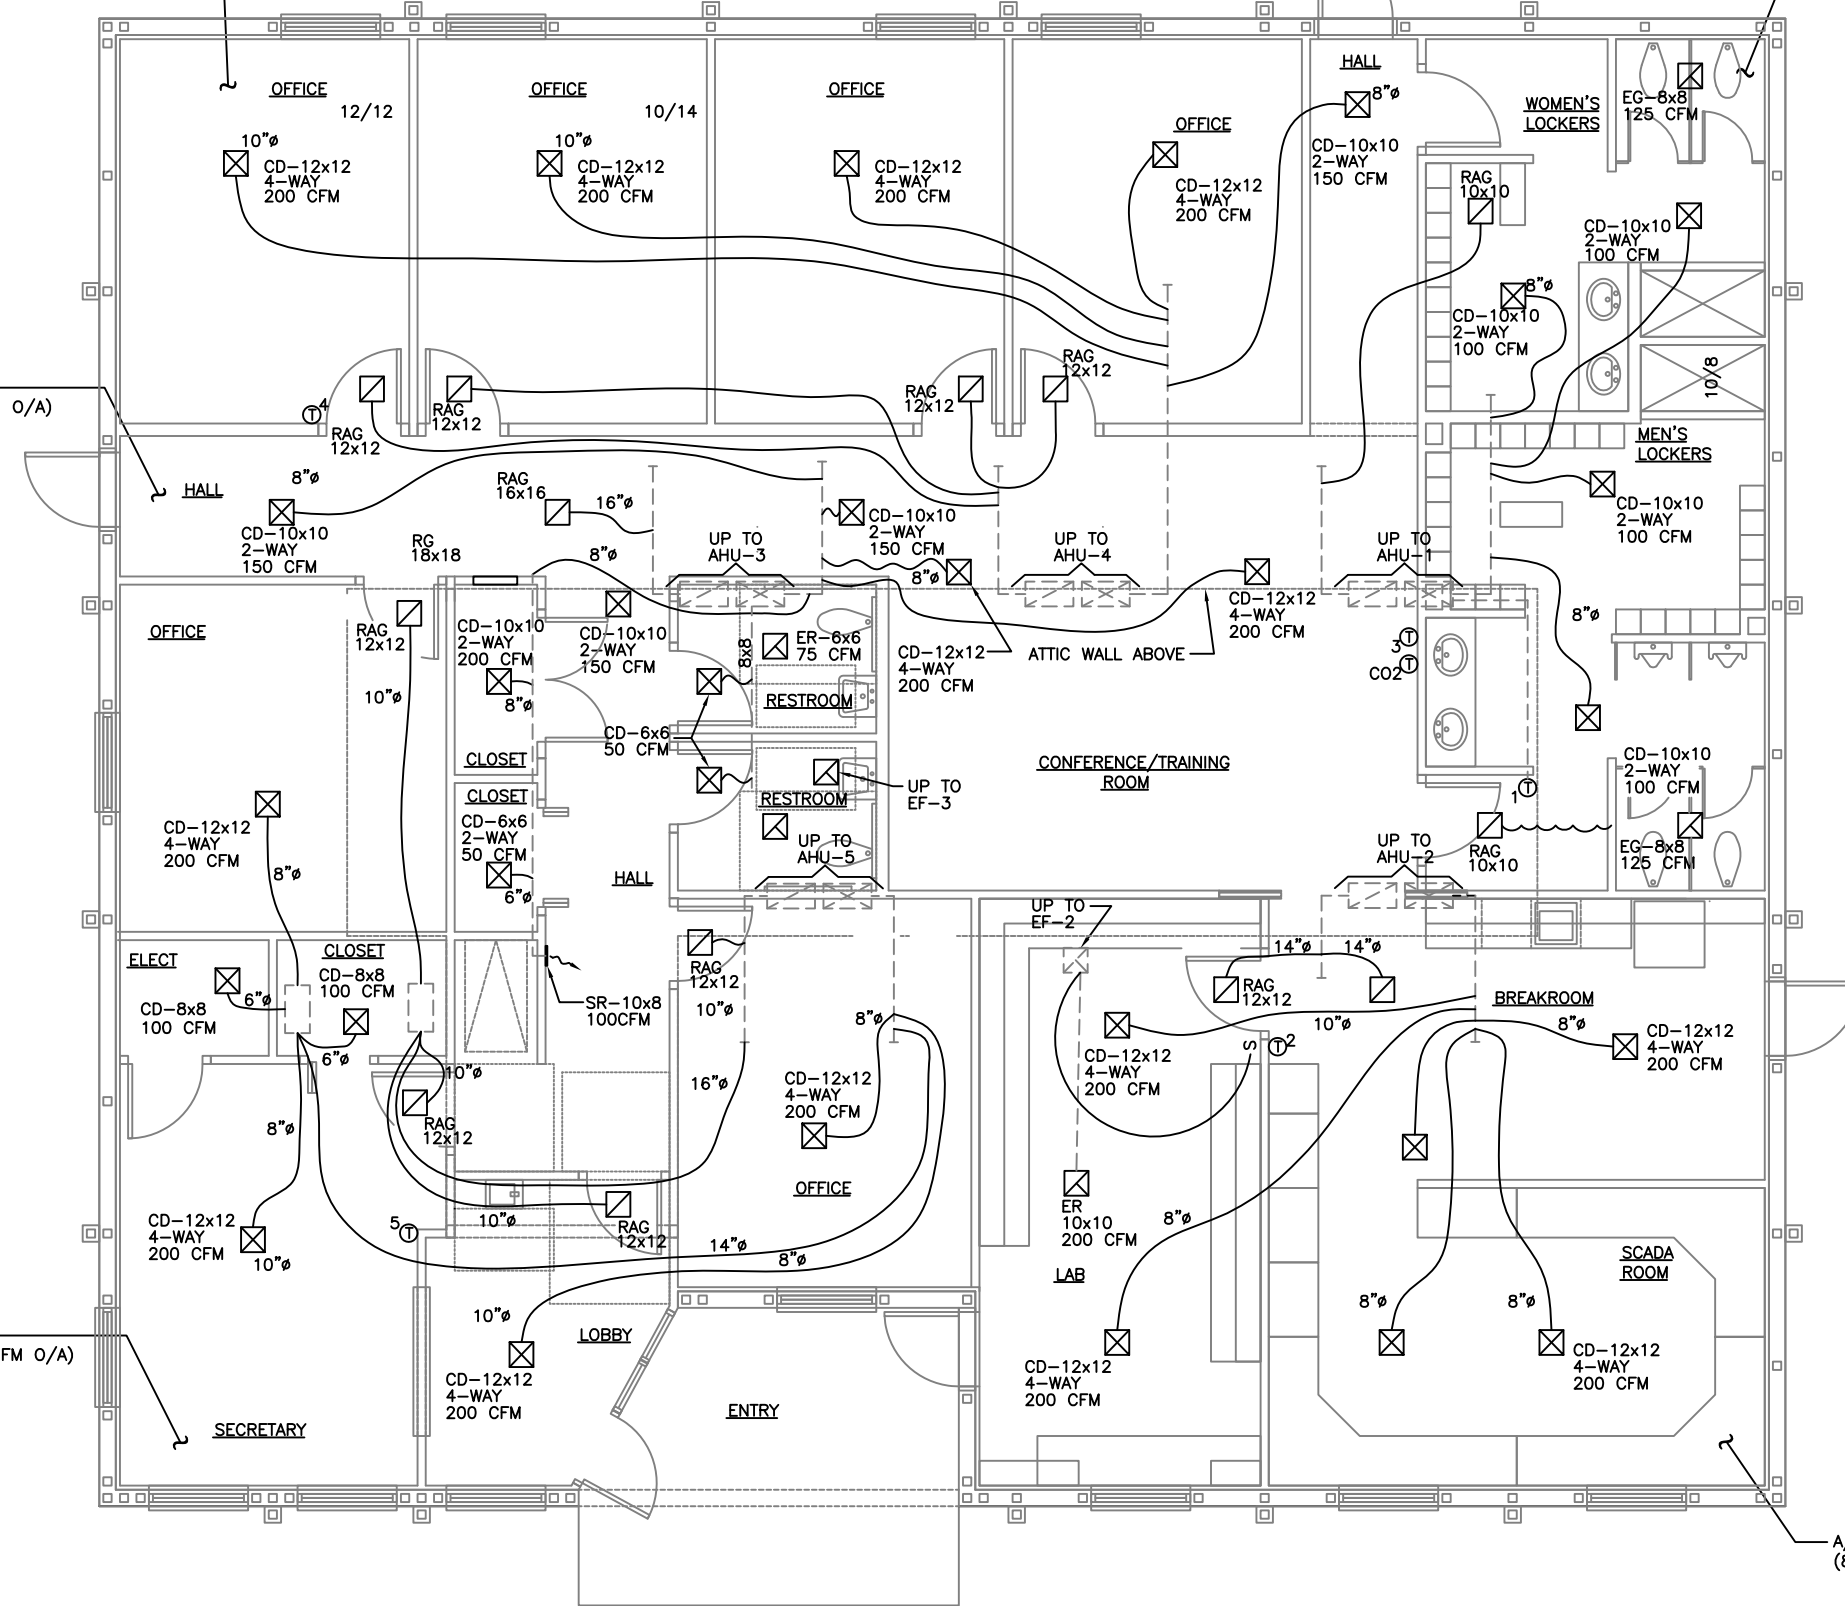 OFFICE
12/12
10"ø
CD-12x12
4-WAY
200 CFM
OFFICE
10/14
10"ø
CD-12x12
4-WAY
200 CFM
OFFICE
CD-12x12
4-WAY
200 CFM
OFFICE
CD-12x12
4-WAY
200 CFM
HALL
8"ø
CD-10x10
2-WAY
150 CFM
WOMEN'S
LOCKERS
EG-8x8
125 CFM
RAG
10x10
CD-10x10
2-WAY
100 CFM
8"ø
CD-10x10
2-WAY
100 CFM
10/8
O/A)
T 4
RAG
12x12
RAG
12x12
RAG
12x12
RAG
12x12
MEN'S
LOCKERS
HALL
8"ø
CD-10x10
2-WAY
150 CFM
RAG
16x16
16"ø
RG
18x18
8"ø
UP TO
AHU-3
CD-10x10
2-WAY
150 CFM
8"ø
UP TO
AHU-4
UP TO
AHU-1
CD-10x10
2-WAY
100 CFM
8"ø
OFFICE
RAG
12x12
10"ø
CD-10x10
2-WAY
200 CFM
8"ø
CD-10x10
2-WAY
150 CFM
8x8
ER-6x6
75 CFM
CD-12x12
4-WAY
200 CFM
ATTIC WALL ABOVE
CD-12x12
4-WAY
200 CFM
3 T
CO2 T
RESTROOM
CD-6x6
50 CFM
CLOSET
CLOSET
CD-6x6
2-WAY
50 CFM
6"ø
RESTROOM
UP TO
EF-3
CONFERENCE/TRAINING
ROOM
CD-10x10
2-WAY
100 CFM
1 T
RAG
10x10
EG-8x8
125 CFM
CD-12x12
4-WAY
200 CFM
8"ø
HALL
UP TO
AHU-5
UP TO
AHU-2
UP TO
EF-2
ELECT
CLOSET
CD-8x8
100 CFM
CD-8x8
100 CFM
6"ø
6"ø
SR-10x8
100CFM
RAG
12x12
10"ø
8"ø
14"ø
14"ø
RAG
12x12
BREAKROOM
10"ø
8"ø
CD-12x12
4-WAY
200 CFM
S
T 2
CD-12x12
4-WAY
200 CFM
10"ø
RAG
12x12
16"ø
CD-12x12
4-WAY
200 CFM
8"ø
OFFICE
CD-12x12
4-WAY
200 CFM
10"ø
5 T
10"ø
RAG
12x12
14"ø
8"ø
ER
10x10
200 CFM
8"ø
LAB
SCADA
ROOM
8"ø
8"ø
10"ø
LOBBY
FM O/A)
CD-12x12
4-WAY
200 CFM
CD-12x12
4-WAY
200 CFM
CD-12x12
4-WAY
200 CFM
SECRETARY
ENTRY